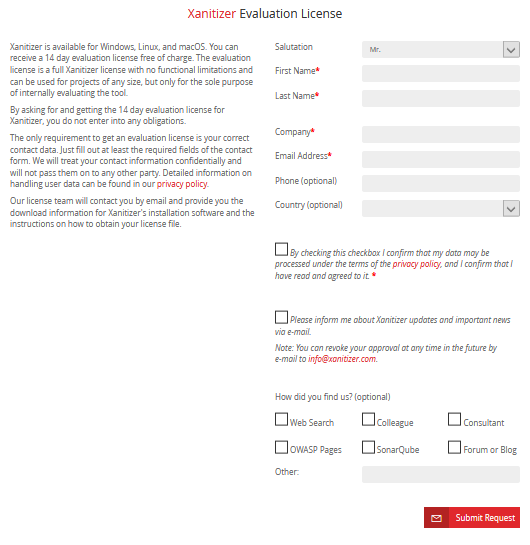 Xanitizer Evaluation License
Xanitizer is available for Windows, Linux, and macOS. You can
receive a 14 day evaluation license free of charge. The evaluation
license is a full Xanitizer license with no functional limitations and
can be used for projects of any size, but only for the sole purpose
of internally evaluating the tool.
By asking for and getting the 14 day evaluation license for
Xanitizer, you do not enter into any obligations.
The only requirement to get an evaluation license is your correct
contact data. Just fill out at least the required fields of the contact
form. We will treat your contact information confidentially and
will not pass them on to any other party. Detailed information on
handling user data can be found in our privacy policy.
Our license team will contact you by email and provide you the
download information for Xanitizer's installation software and the
instructions on how to obtain your license file.
Salutation
Mr.
First Name*
Last Name*
Company*
Email Address*
Phone (optional)
Country (optional)
By checking this checkbox I confirm that my data may be
processed under the terms of the privacy policy, and I confirm that I
have read and agreed to it. *
Please inform me about Xanitizer updates and important news
via e-mail.
Note: You can revoke your approval at any time in the future by
e-mail to info@xanitizer.com.
How did you find us? (optional)
Web Search Colleague Consultant
OWASP Pages SonarQube Forum or Blog
Other:
Submit Request